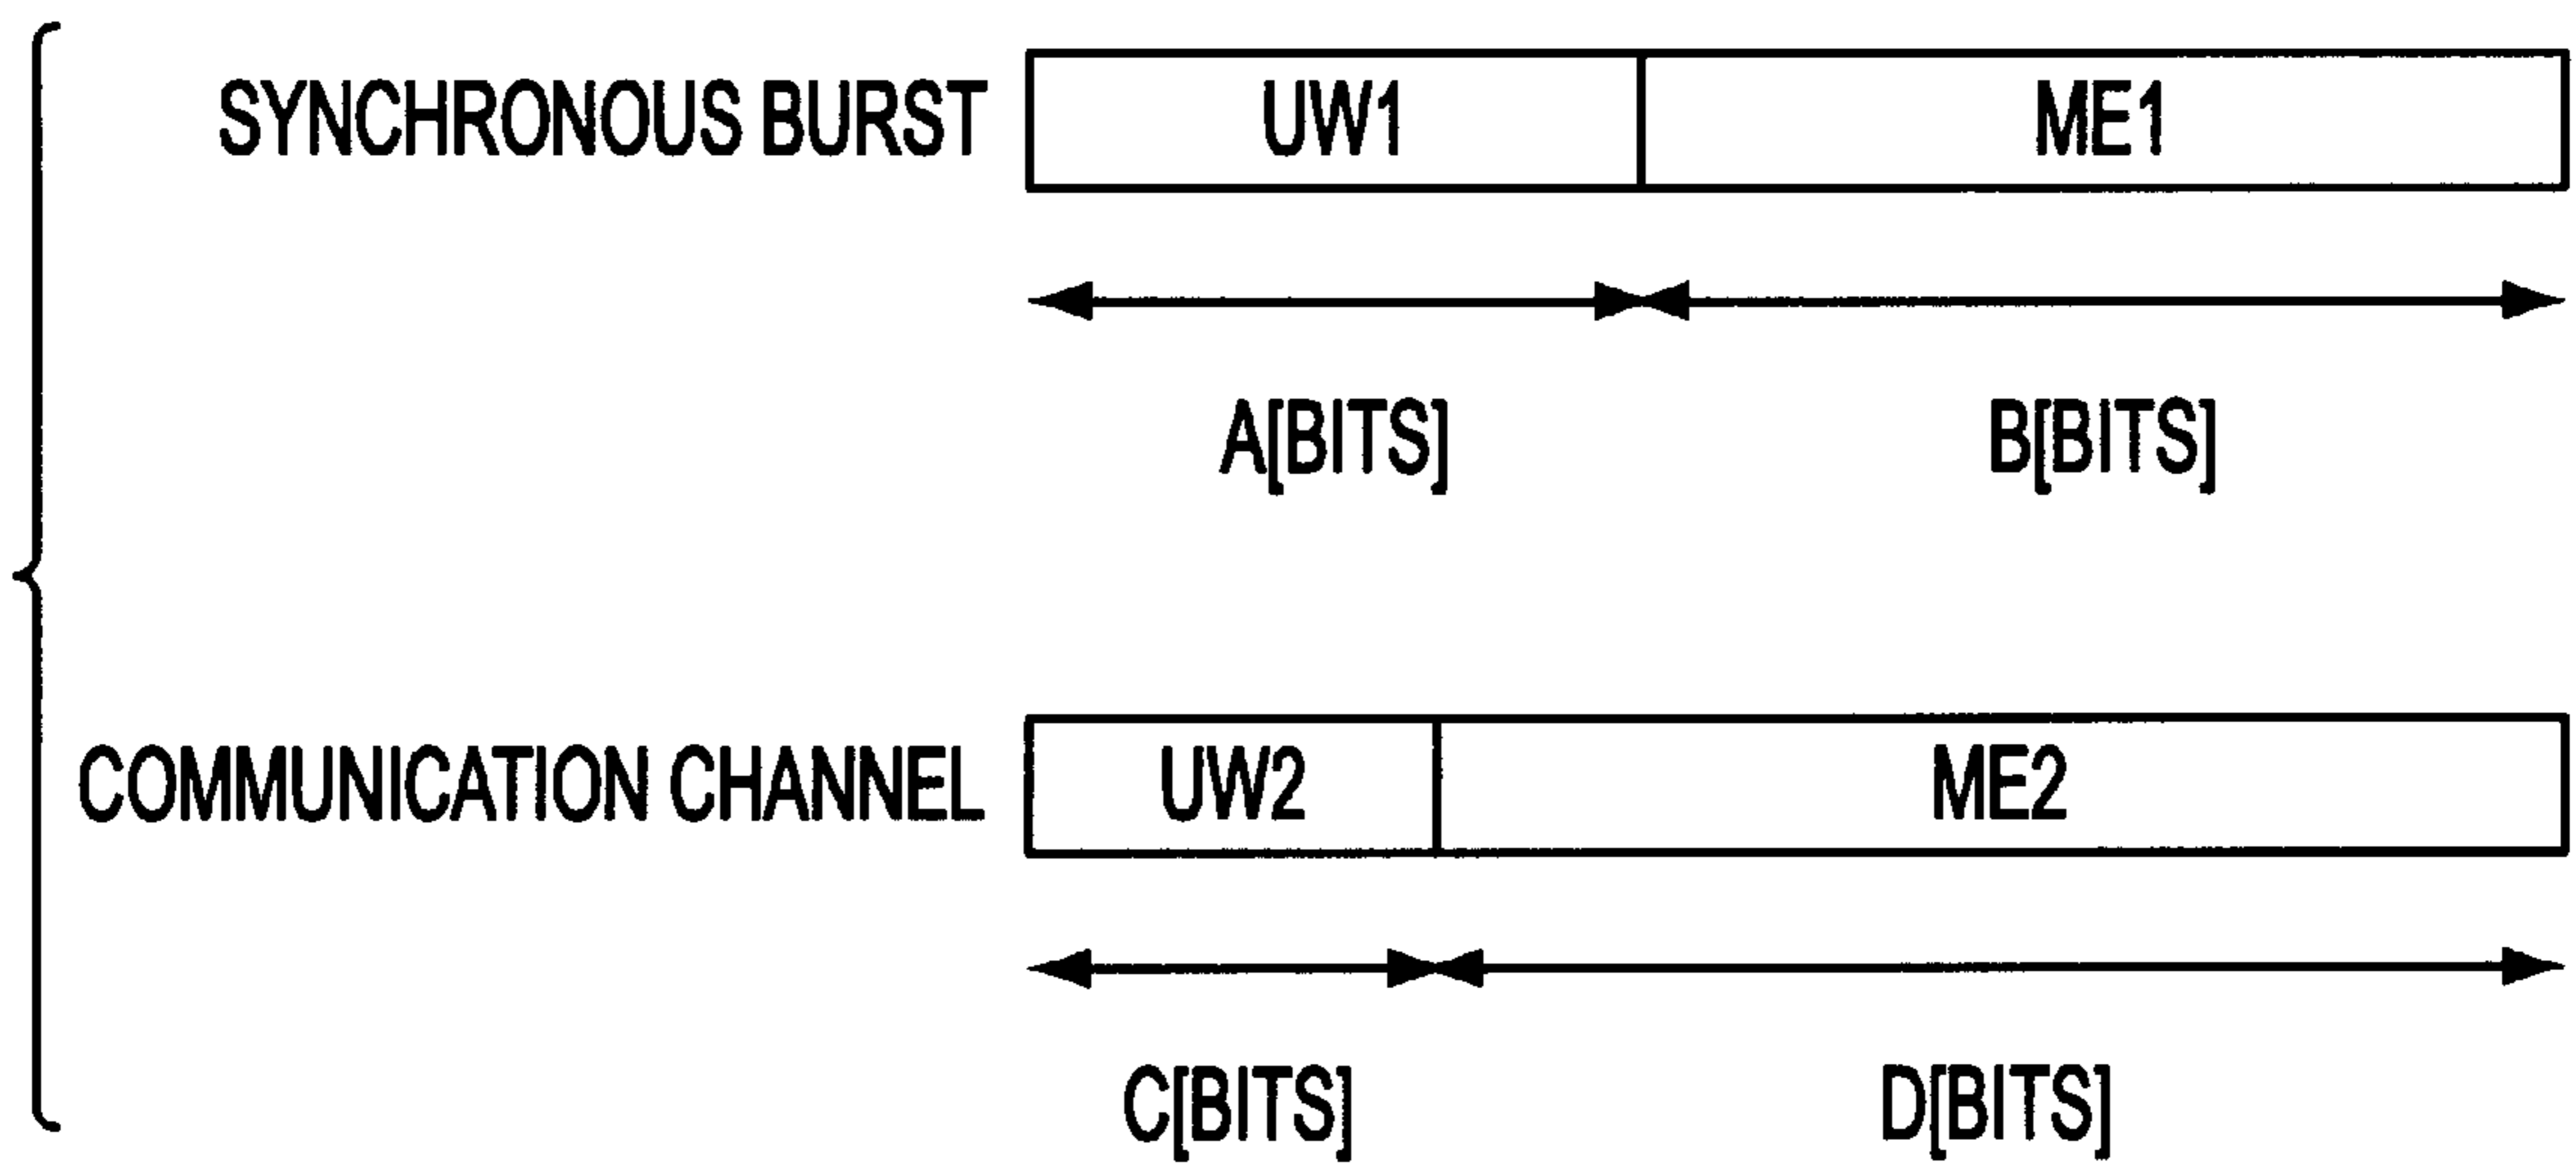 SYNCHRONOUS BURST UW1 ME1
A[BITS] B[BITS]
COMMUNICATION CHANNEL UW2 ME2
C[BITS] D[BITS]